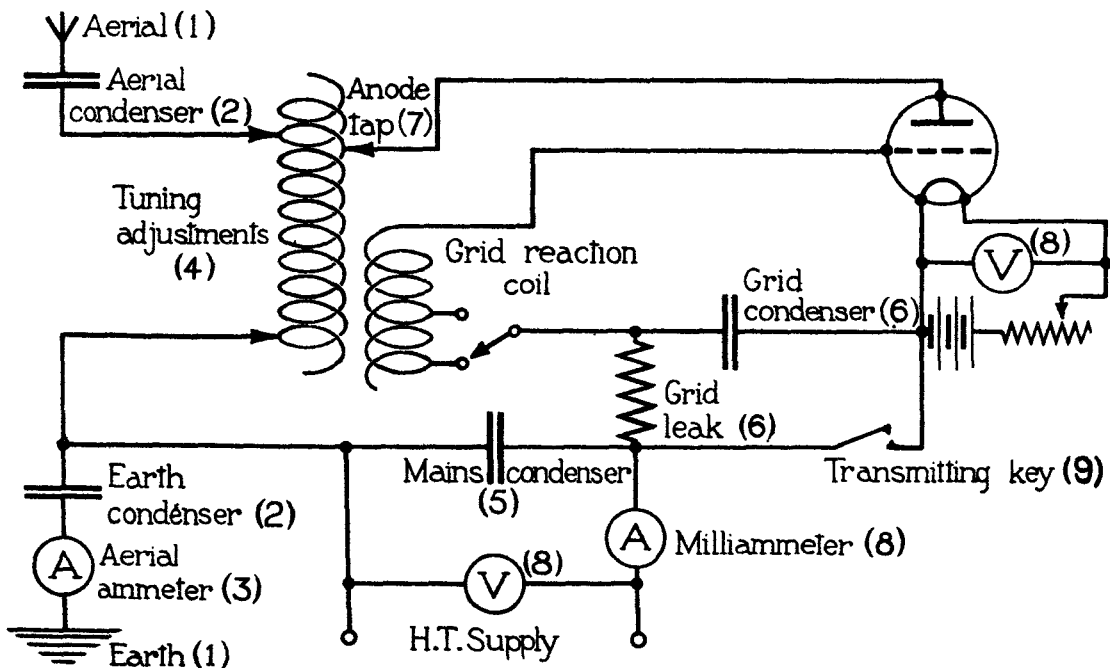 Aerial (1)
Aerial
condenser (2)
Anode
tap (7)
Tuning
adjustments
(4)
Grid reaction
coil
V
(8)
Grid
condenser (6)
Grid
leak (6)
Mains condenser
(5)
Transmitting key (9)
Earth
condenser (2)
A
Aerial
ammeter (3)
A
Milliammeter (8)
V
(8)
H.T. Supply
Earth (1)